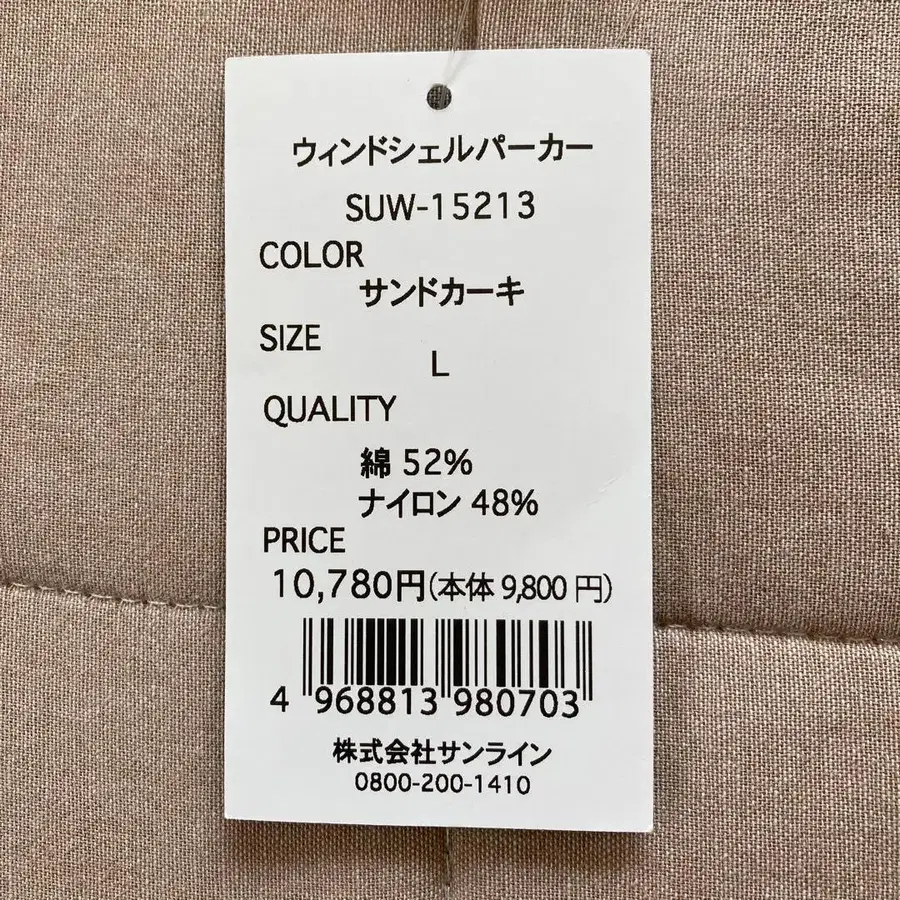 ウィンドシェルパーカー
SUW-15213
COLOR
サンドカーキ
SIZE
L
QUALITY
綿 52%
ナイロン 48%
PRICE
10,780円(本体 9,800 円)
4 968813 980703
株式会社サンライン
0800-200-1410